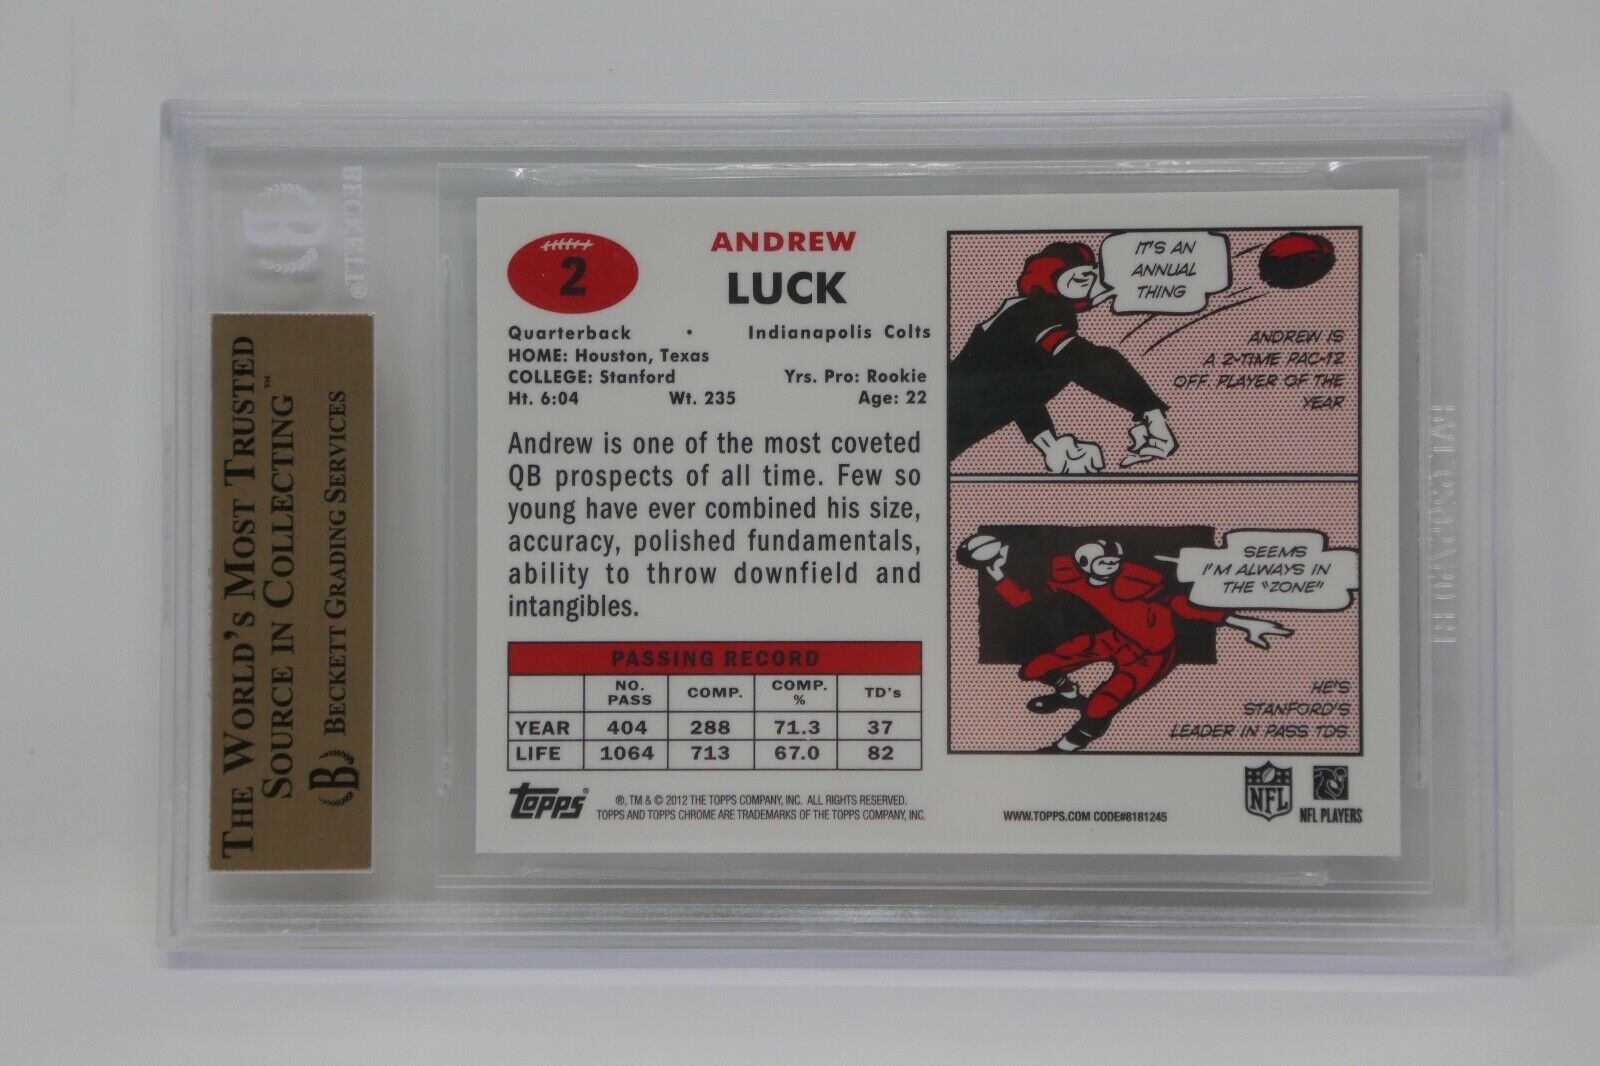 BECKETT®
THE WORLD'S MOST TRUSTED
SOURCE IN COLLECTING™
BECKETT GRADING SERVICES
2
ANDREW
LUCK
Quarterback • Indianapolis Colts
HOME: Houston, Texas
COLLEGE: Stanford Yrs. Pro: Rookie
Ht. 6:04 Wt. 235 Age: 22
Andrew is one of the most coveted
QB prospects of all time. Few so
young have ever combined his size,
accuracy, polished fundamentals,
ability to throw downfield and
intangibles.
PASSING RECORD
NO. PASS COMP. COMP. % TD's
YEAR 404 288 71.3 37
LIFE 1064 713 67.0 82
IT'S AN
ANNUAL
THING
ANDREW IS
A 2-TIME PAC-12
OFF. PLAYER OF THE
YEAR
SEEMS
I'M ALWAYS IN
THE "ZONE"
HE'S
STANFORD'S
LEADER IN PASS TDS
topps®
®, TM & © 2012 THE TOPPS COMPANY, INC. ALL RIGHTS RESERVED.
TOPPS AND TOPPS CHROME ARE TRADEMARKS OF THE TOPPS COMPANY, INC.
WWW.TOPPS.COM CODE#8181245
NFL
NFL PLAYERS